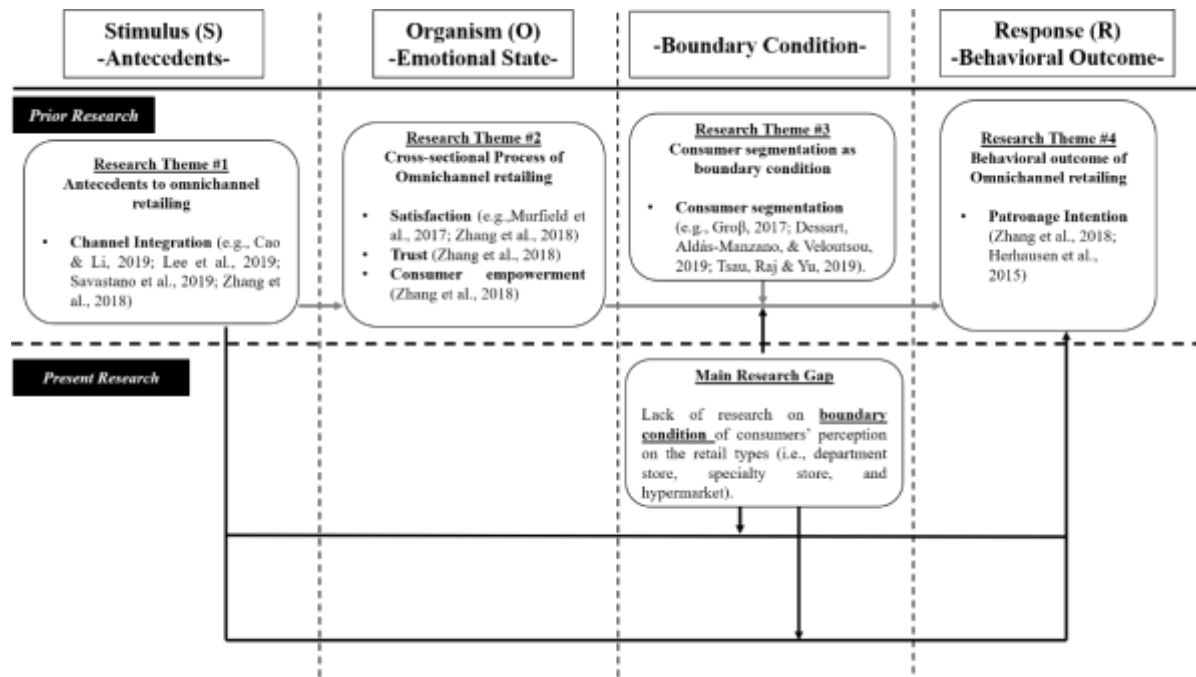 Stimulus (S)
-Antecedents-
Organism (O)
-Emotional State-
-Boundary Condition-
Response (R)
-Behavioral Outcome-
Prior Research
Research Theme #1
Antecedents to omnichannel
retailing
• Channel Integration (e.g., Cao
& Li, 2019; Lee et al., 2019;
Savastano et al., 2019; Zhang et
al., 2018)
Research Theme #2
Cross-sectional Process of
Omnichannel retailing
• Satisfaction (e.g.,Murfield et
al., 2017; Zhang et al., 2018)
• Trust (Zhang et al., 2018)
• Consumer empowerment
(Zhang et al., 2018)
Research Theme #3
Consumer segmentation as
boundary condition
• Consumer segmentation
(e.g., Groβ, 2017; Dessart,
Aldás-Manzano, & Veloutsou,
2019; Tsau, Raj & Yu, 2019).
Research Theme #4
Behavioral outcome of
Omnichannel retailing
• Patronage Intention
(Zhang et al., 2018;
Herhausen et al.,
2015)
Present Research
Main Research Gap
Lack of research on boundary
condition of consumers’ perception
on the retail types (i.e., department
store, specialty store, and
hypermarket).